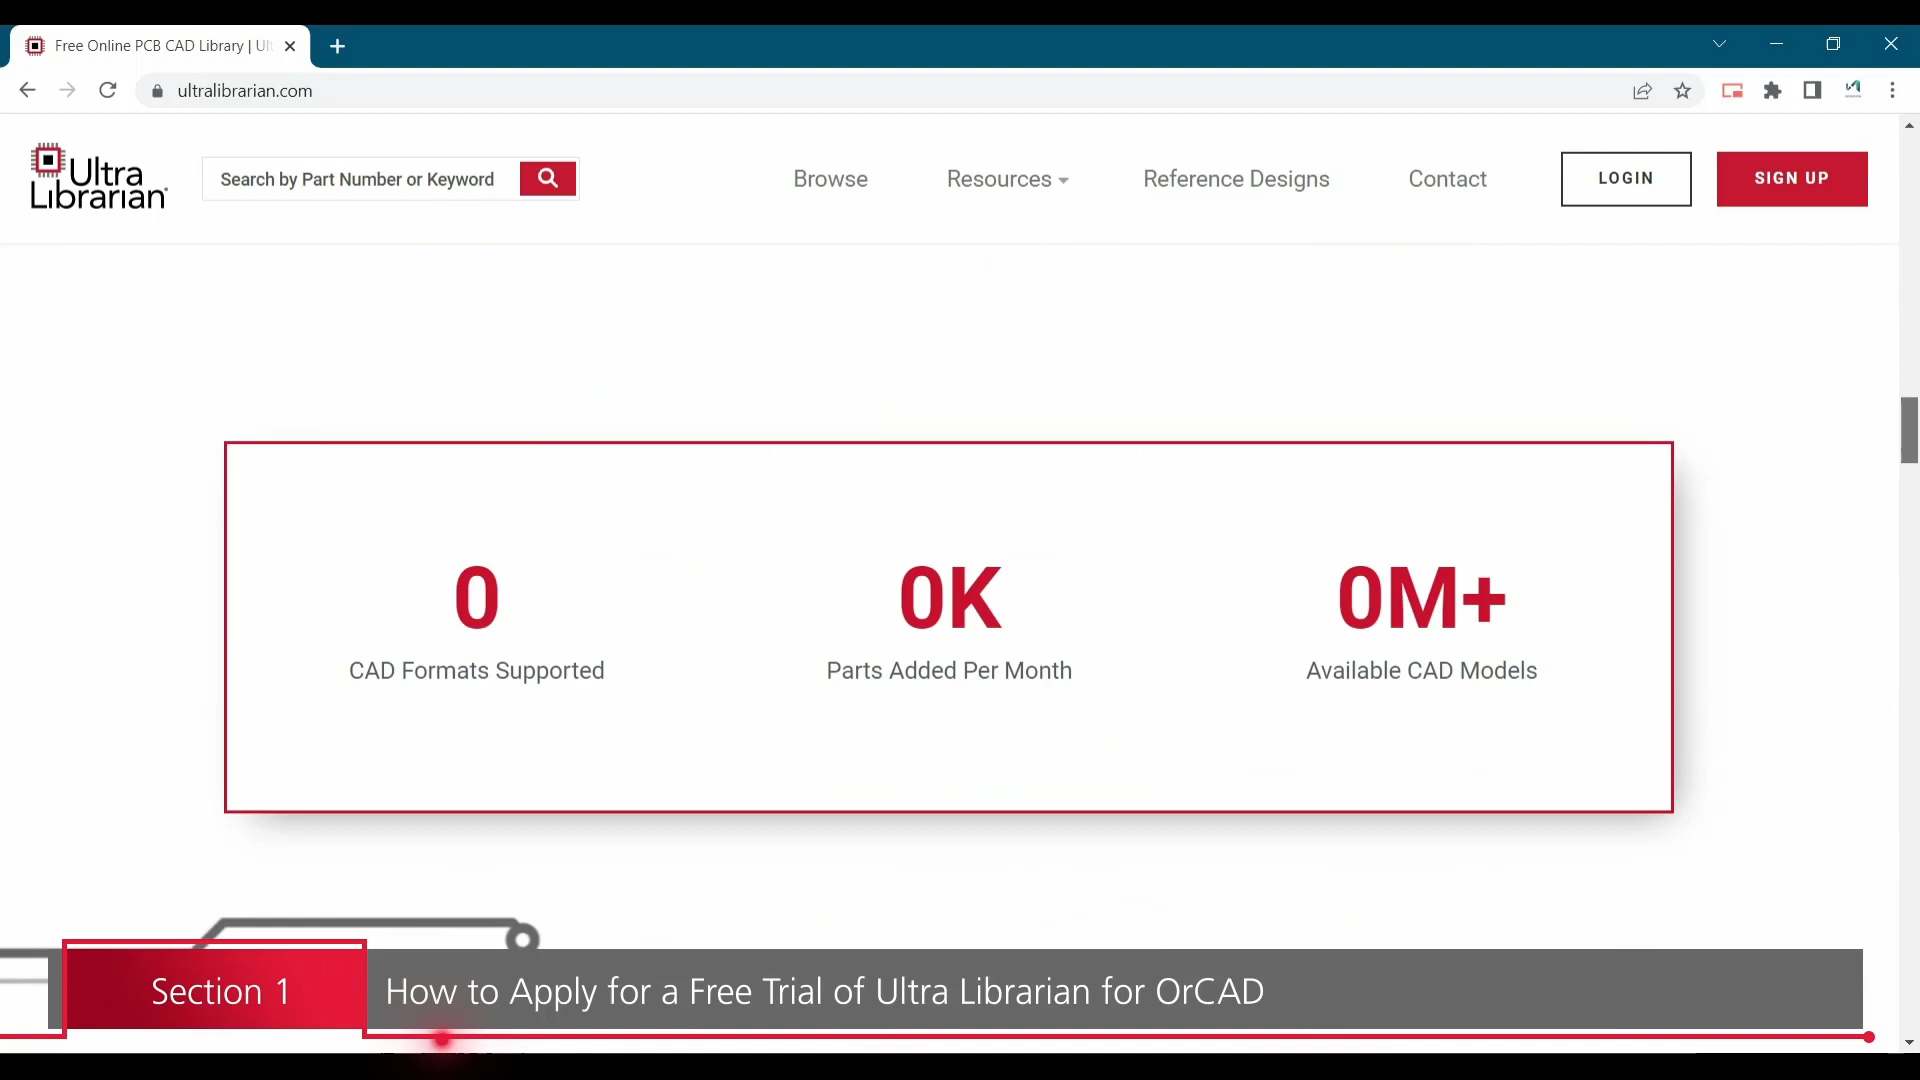 Free Online PCB CAD Library | Ul
ultralibrarian.com
Ultra
Librarian
Search by Part Number or Keyword
Browse
Resources
Reference Designs
Contact
LOGIN
SIGN UP
0
0K
0M+
CAD Formats Supported
Parts Added Per Month
Available CAD Models
Section 1
How to Apply for a Free Trial of Ultra Librarian for OrCAD